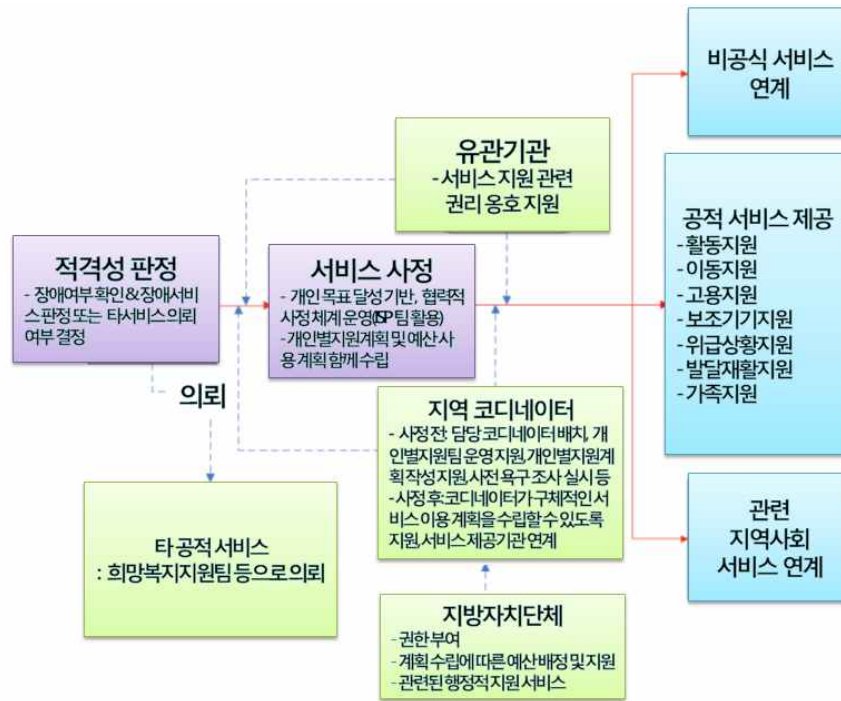 비공식 서비스
연계
유관기관
- 서비스 지원 관련
권리 옹호 지원
공적 서비스 제공
- 활동지원
- 이동지원
- 고용지원
- 보조기기지원
- 위급상황지원
- 발달재활지원
- 가족지원
적격성 판정
- 장애여부 확인&장애서비
스 판정 또는 타서비스 의뢰
여부 결정
서비스 사정
- 개인 목표 달성 기반, 협력적
사정 체계 운영(ISP팀 활용)
-개인별지원계획 및 예산 사
용 계획 함께 수립
의뢰
지역 코디네이터
- 사정 전: 담당 코디네이터 배치, 개
인별지원팀 운영 지원,개인별지원계
획 작성 지원,사전 욕구 조사 실시 등
-사정 후:코디네이터가 구체적인 서
비스 이용 계획을 수립할 수 있도록
지원,서비스 제공기관 연계
타 공적 서비스
: 희망복지지원팀 등으로 의뢰
관련
지역사회
서비스 연계
지방자치단체
- 권한 부여
- 계획 수립에 따른 예산 배정 및 지원
- 관련된 행정적 지원 서비스